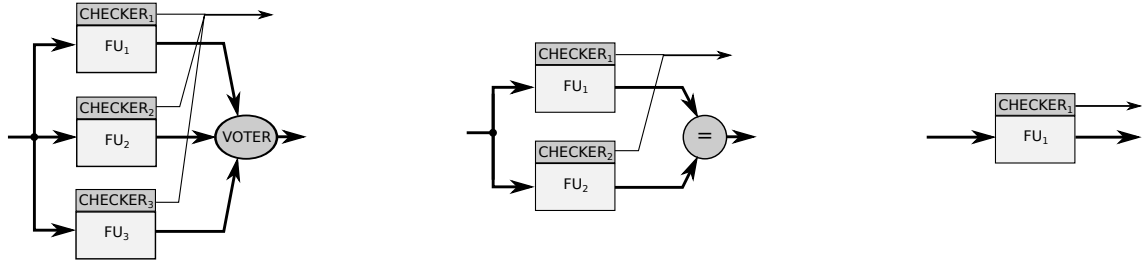 CHECKER₁
FU₁
CHECKER₂
FU₂
VOTER
CHECKER₃
FU₃
CHECKER₁
FU₁
=
CHECKER₂
FU₂
CHECKER₁
FU₁